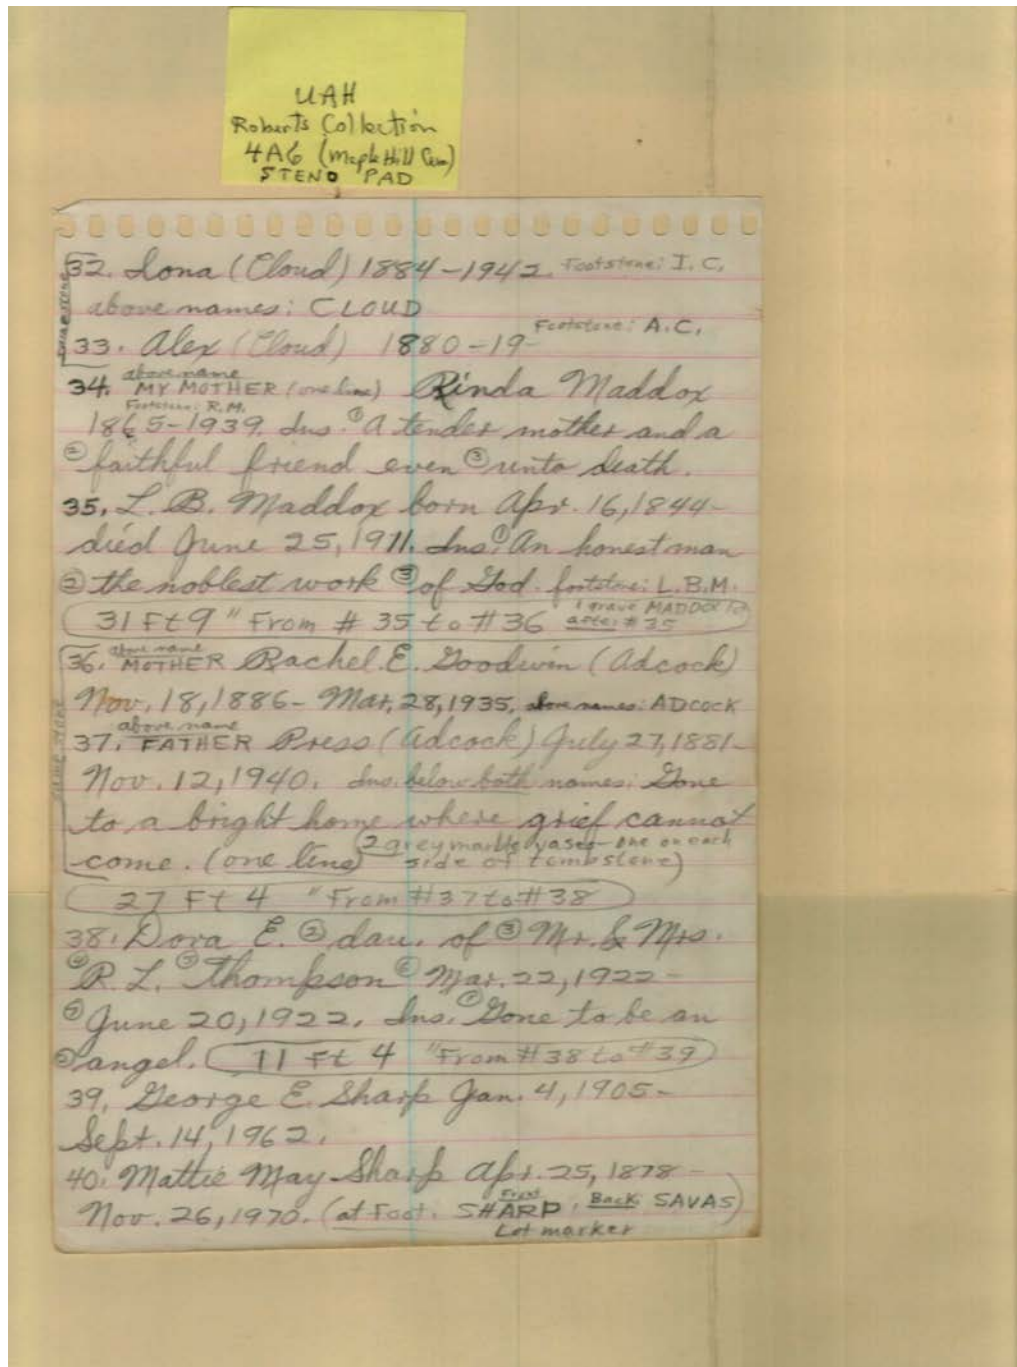 UAH
Roberts Collection
4A6 (Maple Hill Cem)
STENO PAD
32. Iona (Cloud) 1884-1942. Footstone: I.C.
above names: CLOUD
Footstone: A.C.
33. Alex (Cloud) 1880-19-
same stone
above name
34. MY MOTHER (one line) Rinda Maddox
Footstone: R.M.
1865-1939. Ins. ① A tender mother and a
② faithful friend even ③ unto death.
35. L. B. Maddox born Apr. 16, 1844-
died June 25, 1911. Ins. ① An honest man
② the noblest work ③ of God. footstone: L.B.M.
31 Ft 9 " From # 35 to # 36 1 grave MADDOX
after # 35
above name
36. MOTHER Rachel E. Goodwin (Adcock)
Nov. 18, 1886- Mar. 28, 1935. above names: ADCOCK
above name
37. FATHER Press (Adcock) July 27, 1881-
same stone
Nov. 12, 1940. Ins. below both names: Gone
to a bright home where grief cannot
come. (one line) (2 grey marble vases-one on each
side of tombstone)
27 Ft 4 " From #37 to #38
38. Dora E. ② dau. of ③ Mr. & Mrs.
④ R. L. ⑤ Thompson ⑥ Mar. 22, 1922-
⑦ June 20, 1922. Ins. ① Gone to be an
② angel. 11 Ft 4 " From #38 to #39
39. George E. Sharp Jan. 4, 1905-
Sept. 14, 1962.
40. Mattie May Sharp Apr. 25, 1878-
Nov. 26, 1970. (at Foot: Front SHARP, Back: SAVAS)
Lot marker